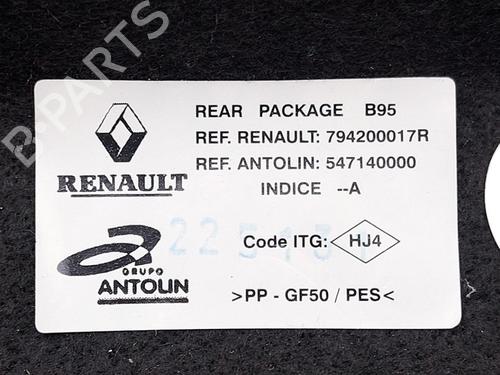 B-PARTS
REAR PACKAGE B95
REF. RENAULT: 794200017R
REF. ANTOLIN: 547140000
INDICE --A
RENAULT
Code ITG: HJ4
GRUPO
ANTOLIN
>PP - GF50 / PES<